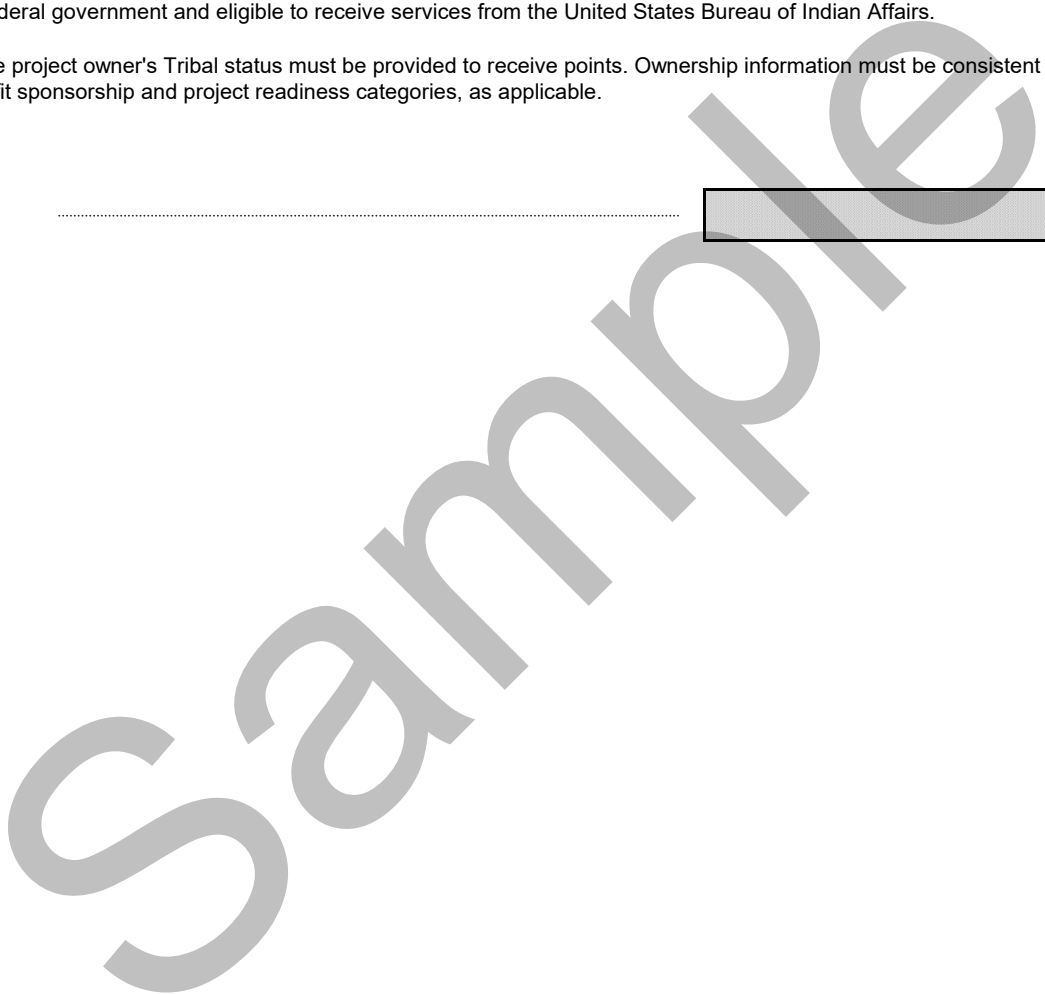 deral government and eligible to receive services from the United States Bureau of Indian Affairs.
e project owner's Tribal status must be provided to receive points. Ownership information must be consistent
fit sponsorship and project readiness categories, as applicable.
Sample